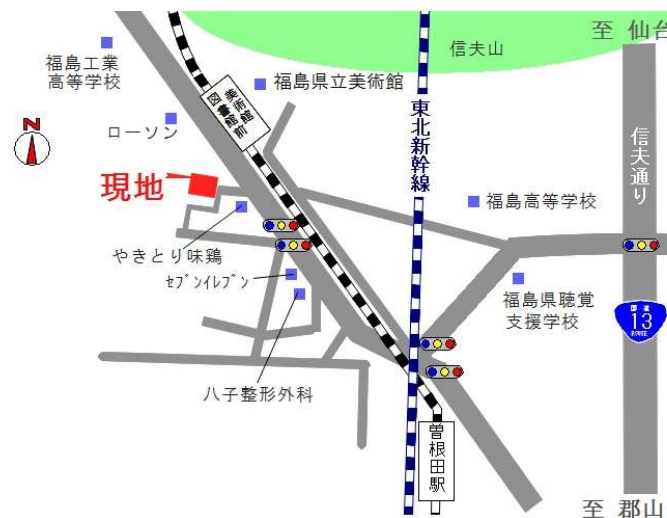 至 仙台
信夫山
福島工業
高等学校
福島県立美術館
美術館
図書館前
東北新幹線
信夫通り
ローソン
N
現地
福島高等学校
やきとり味鶏
ｾﾌﾞﾝｲﾚﾌﾞﾝ
福島県聴覚
支援学校
国道
13
ROUTE
八子整形外科
曽根田駅
至 郡山